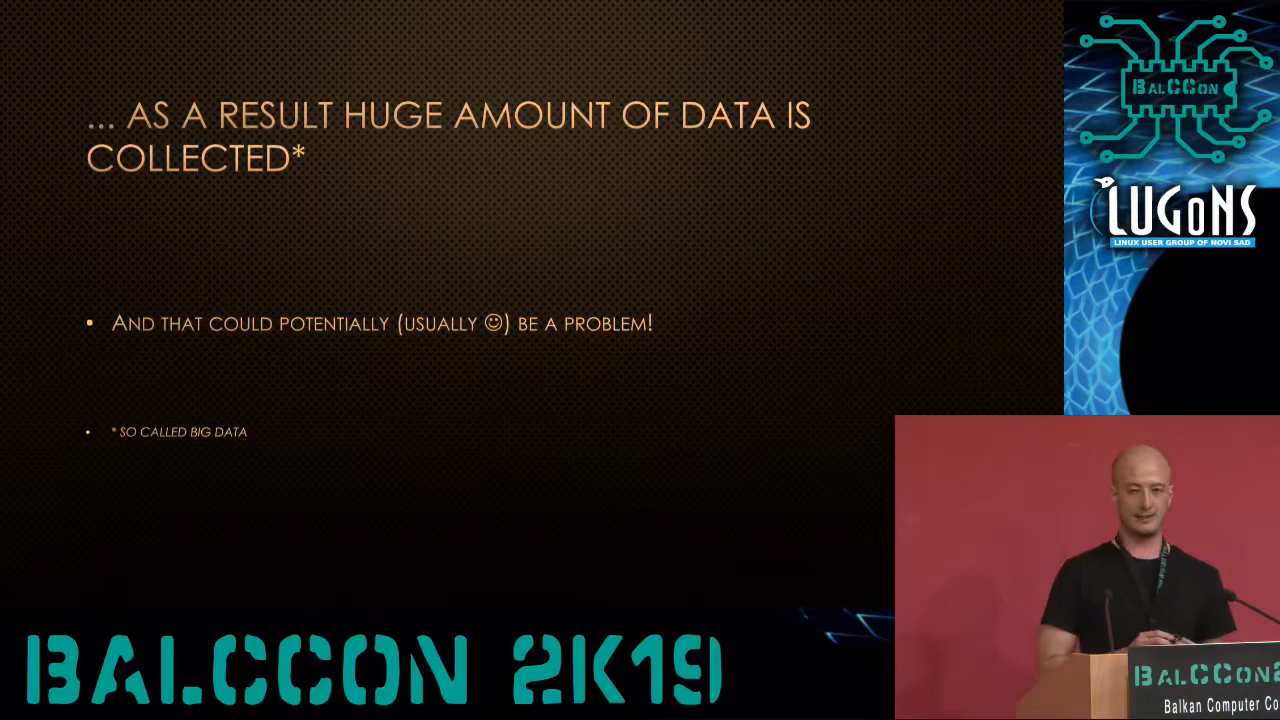 ... AS A RESULT HUGE AMOUNT OF DATA IS
COLLECTED*
• AND THAT COULD POTENTIALLY (USUALLY ☺) BE A PROBLEM!
• * SO CALLED BIG DATA
BALCCON
LUGONS
LINUX USER GROUP OF NOVI SAD
BALCCON 2K19
BALCCON2
Balkan Computer Co